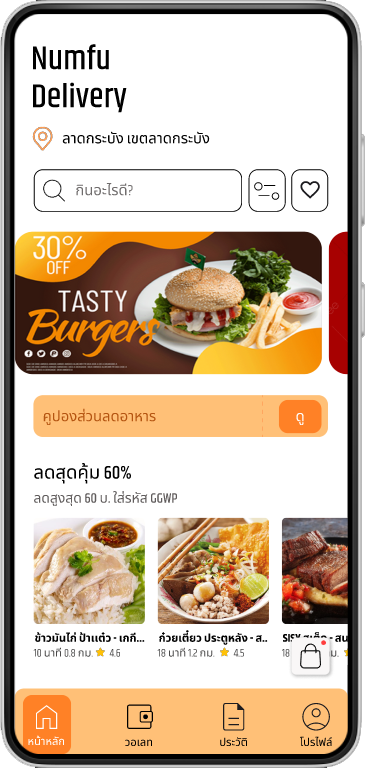 Numfu
Delivery
ลาดกระบัง เขตลาดกระบัง
กินอะไรดี?
30%
OFF
TASTY
Burgers
คูปองส่วนลดอาหาร
ดู
ลดสุดคุ้ม 60%
ลดสูงสุด 60 บ. ใส่รหัส GGWP
ข้าวมันไก่ ป้าแต๋ว - เกกี...
ก๋วยเตี๋ยว ประตูหลัง - ส..
10 นาที 0.8 กม. 4.6
18 นาที 1.2 กม. 4.5
หน้าหลัก
วอเลท
ประวัติ
โปรไฟล์